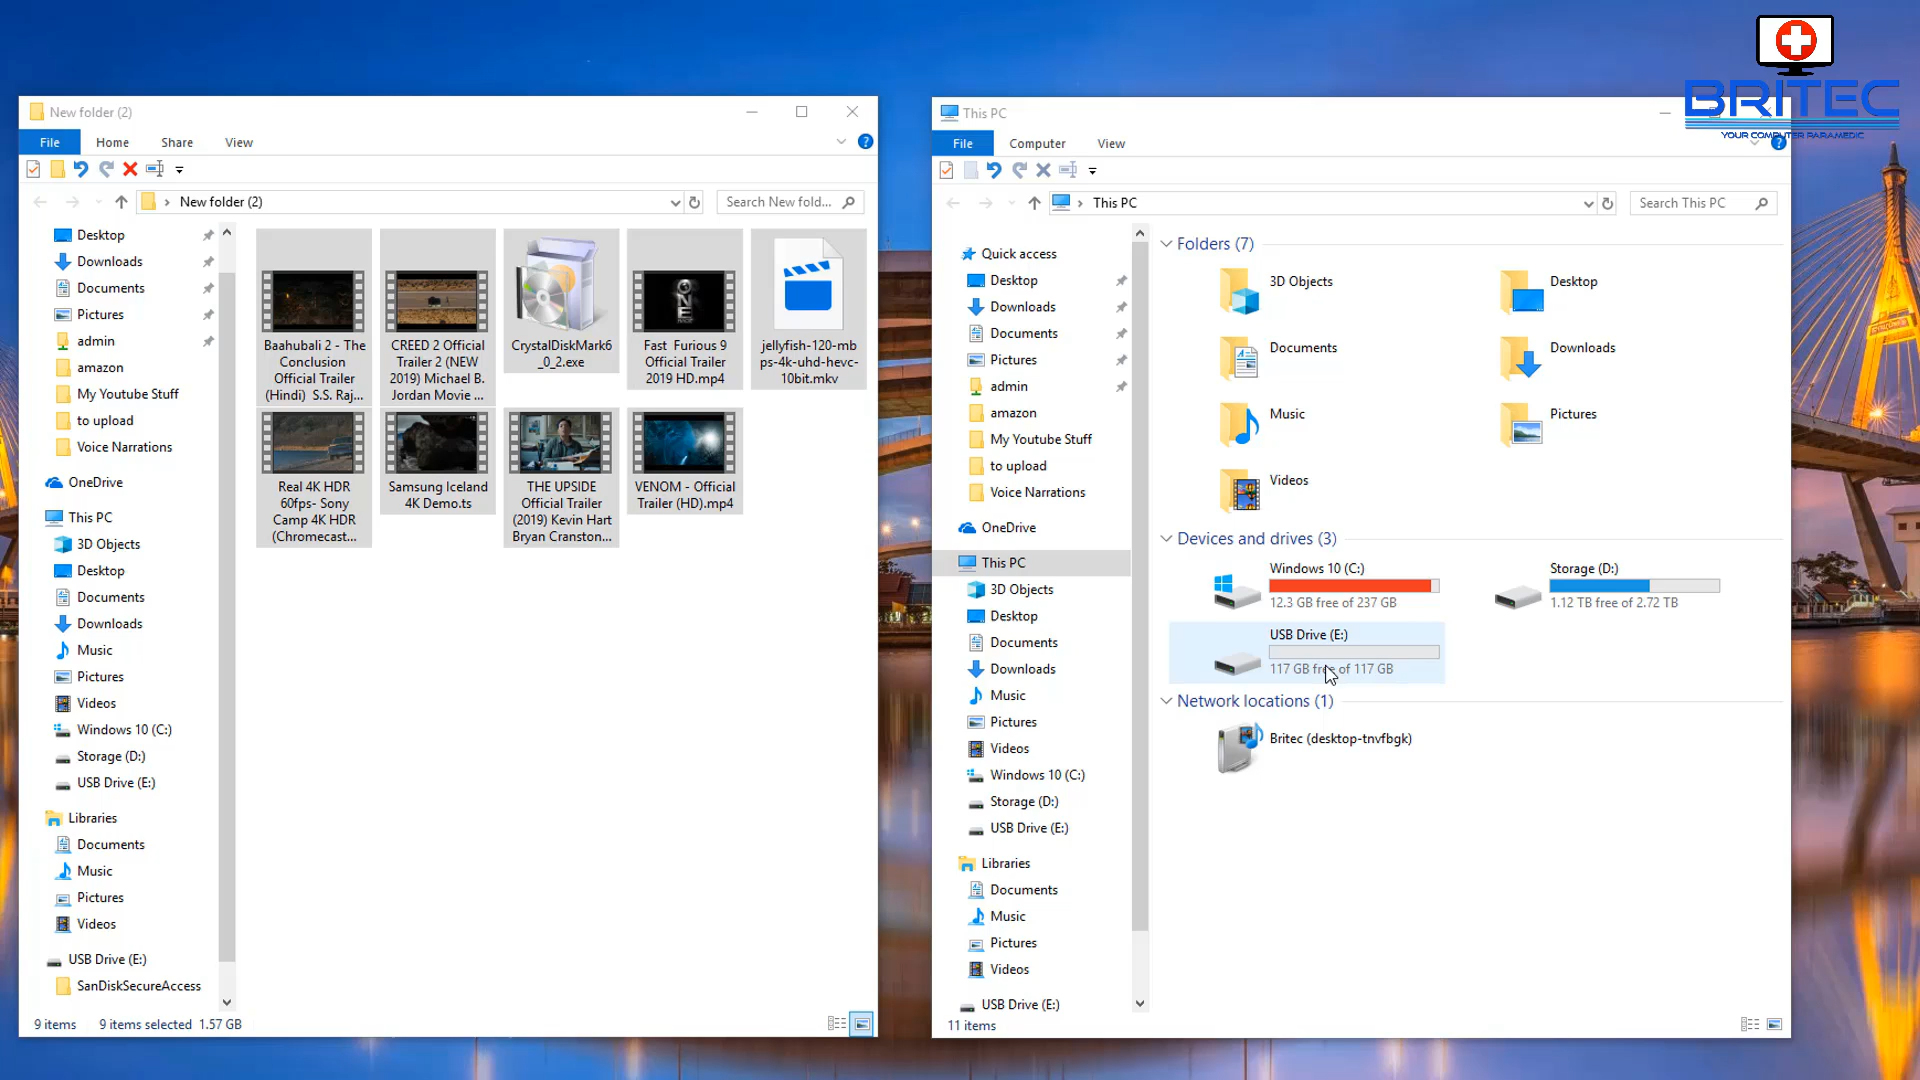 BRITEC
YOUR COMPUTER PARAMEDIC
New folder (2)
File
Home
Share
View
New folder (2)
Search New fold...
Desktop
Downloads
Documents
Pictures
admin
amazon
My Youtube Stuff
to upload
Voice Narrations
OneDrive
This PC
3D Objects
Desktop
Documents
Downloads
Music
Pictures
Videos
Windows 10 (C:)
Storage (D:)
USB Drive (E:)
Libraries
Documents
Music
Pictures
Videos
USB Drive (E:)
SanDiskSecureAccess
Baahubali 2 - The
Conclusion
Official Trailer
(Hindi) S.S. Raj...
CREED 2 Official
Trailer 2 (NEW
2019) Michael B.
Jordan Movie ...
CrystalDiskMark6
_0_2.exe
ONE
Fast Furious 9
Official Trailer
2019 HD.mp4
jellyfish-120-mb
ps-4k-uhd-hevc-
10bit.mkv
Real 4K HDR
60fps- Sony
Camp 4K HDR
(Chromecast...
Samsung Iceland
4K Demo.ts
THE UPSIDE
Official Trailer
(2019) Kevin Hart
Bryan Cranston...
VENOM - Official
Trailer (HD).mp4
9 items
9 items selected 1.57 GB
This PC
File
Computer
View
This PC
Search This PC
Quick access
Desktop
Downloads
Documents
Pictures
admin
amazon
My Youtube Stuff
to upload
Voice Narrations
OneDrive
This PC
3D Objects
Desktop
Documents
Downloads
Music
Pictures
Videos
Windows 10 (C:)
Storage (D:)
USB Drive (E:)
Libraries
Documents
Music
Pictures
Videos
USB Drive (E:)
Folders (7)
3D Objects
Desktop
Documents
Downloads
Music
Pictures
Videos
Devices and drives (3)
Windows 10 (C:)
12.3 GB free of 237 GB
Storage (D:)
1.12 TB free of 2.72 TB
USB Drive (E:)
117 GB free of 117 GB
Network locations (1)
Britec (desktop-tnvfbgk)
11 items